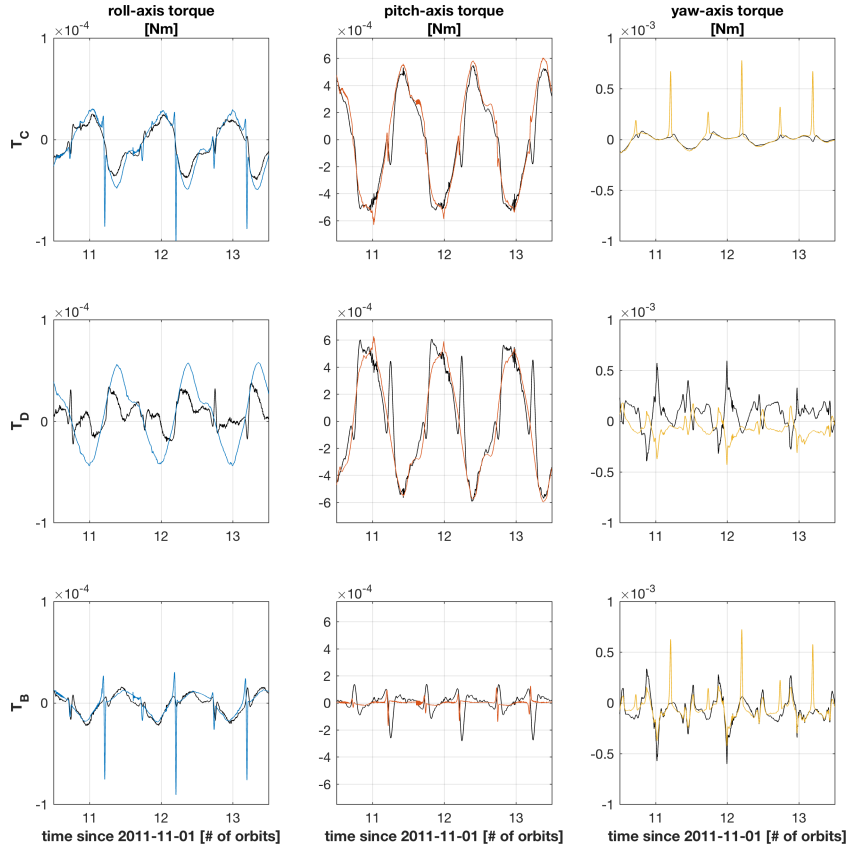 roll-axis torque
[Nm]
pitch-axis torque
[Nm]
yaw-axis torque
[Nm]
×10⁻⁴
1
0
-1
T_C
11 12 13
×10⁻⁴
6
4
2
0
-2
-4
-6
11 12 13
×10⁻³
1
0.5
0
-0.5
-1
11 12 13
×10⁻⁴
1
0
-1
T_D
11 12 13
×10⁻⁴
6
4
2
0
-2
-4
-6
11 12 13
×10⁻³
1
0.5
0
-0.5
-1
11 12 13
×10⁻⁴
1
0
-1
T_B
11 12 13
time since 2011-11-01 [# of orbits]
×10⁻⁴
6
4
2
0
-2
-4
-6
11 12 13
time since 2011-11-01 [# of orbits]
×10⁻³
1
0.5
0
-0.5
-1
11 12 13
time since 2011-11-01 [# of orbits]